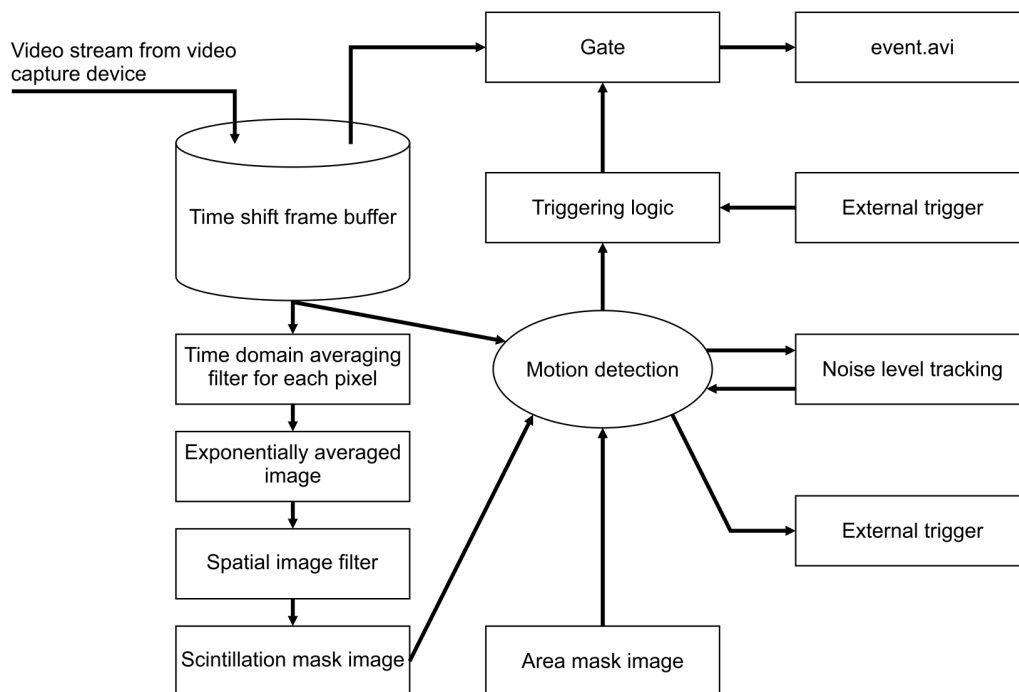 Video stream from video
capture device
Gate
event.avi
Time shift frame buffer
Triggering logic
External trigger
Time domain averaging
filter for each pixel
Motion detection
Noise level tracking
Exponentially averaged
image
Spatial image filter
External trigger
Scintillation mask image
Area mask image